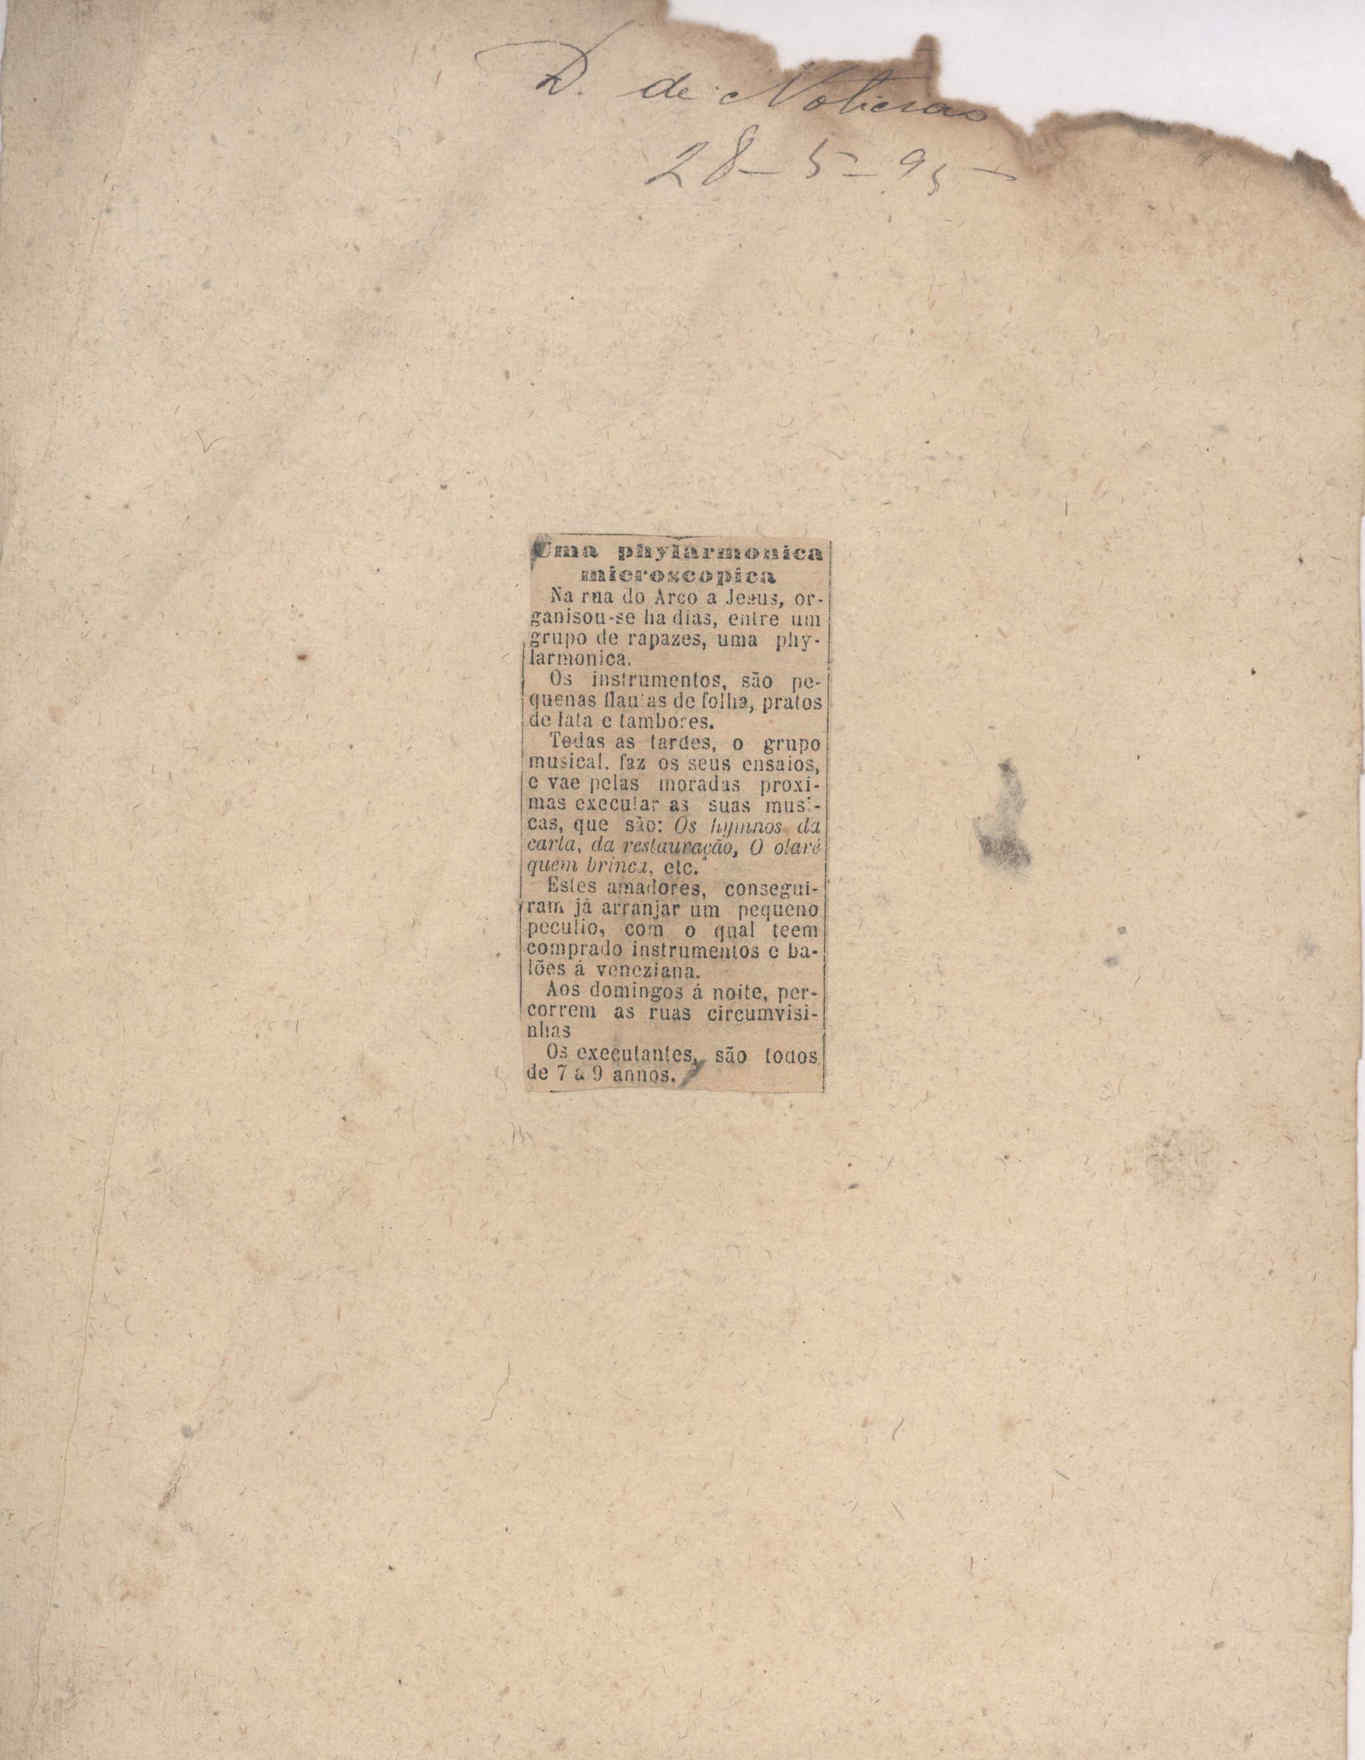 D. de Noticias
28-5-95
Uma phylarmonica
microscopica
Na rua do Arco a Jesus, or-
ganisou-se ha dias, entre um
grupo de rapazes, uma phy-
larmonica.
Os instrumentos, são pe-
quenas flautas de folha, pratos
de lata e tambores.
Todas as tardes, o grupo
musical. faz os seus ensaios,
e vae pelas moradas proxi-
mas executar as suas musi-
cas, que são: Os hymnos da
carta, da restauração, O olaré
quem brinca, etc.
Estes amadores, consegui-
ram já arranjar um pequeno
peculio, com o qual teem
comprado instrumentos e ba-
lões á veneziana.
Aos domingos á noite, per-
correm as ruas circumvisi-
nhas
Os executantes, são todos
de 7 a 9 annos.